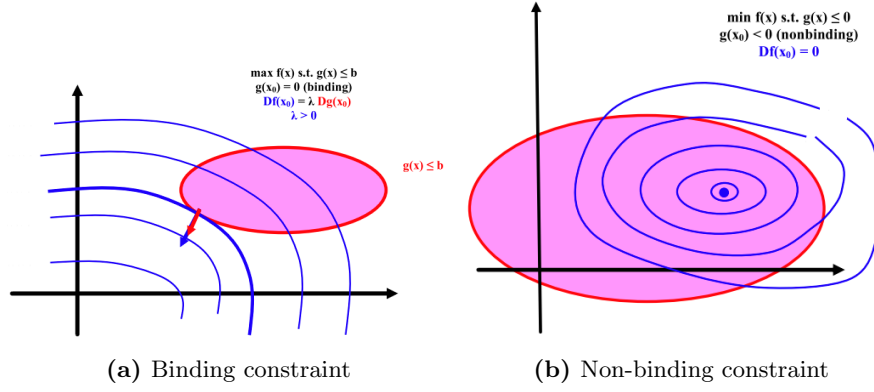 max f(x) s.t. g(x) ≤ b
g(x₀) = 0 (binding)
Df(x₀) = λ Dg(x₀)
λ > 0
g(x) ≤ b
(a) Binding constraint
min f(x) s.t. g(x) ≤ 0
g(x₀) < 0 (nonbinding)
Df(x₀) = 0
(b) Non-binding constraint